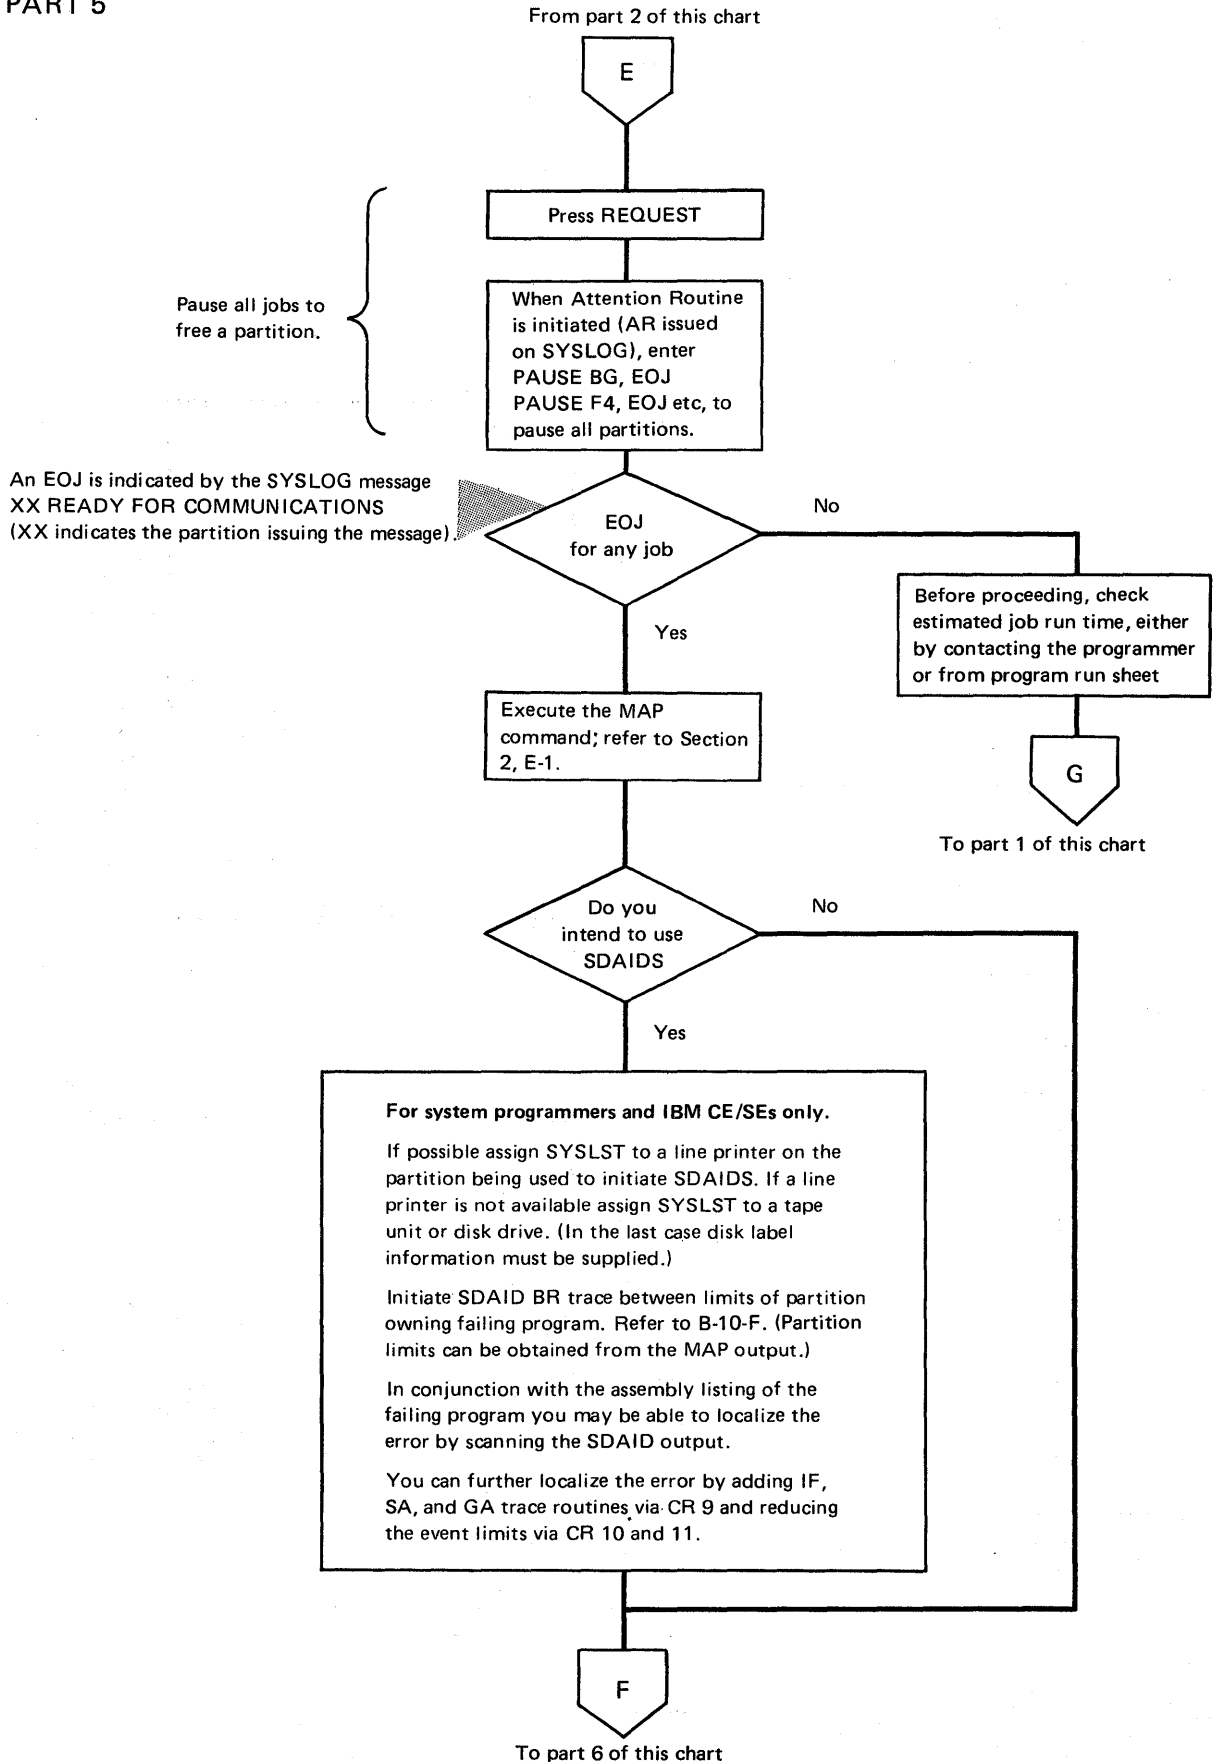 PART 5
From part 2 of this chart
E
Press REQUEST
Pause all jobs to
free a partition.
When Attention Routine
is initiated (AR issued
on SYSLOG), enter
PAUSE BG, EOJ
PAUSE F4, EOJ etc, to
pause all partitions.
An EOJ is indicated by the SYSLOG message
XX READY FOR COMMUNICATIONS
(XX indicates the partition issuing the message).
EOJ
for any job
No
Before proceeding, check
estimated job run time, either
by contacting the programmer
or from program run sheet
G
To part 1 of this chart
Yes
Execute the MAP
command; refer to Section
2, E-1.
Do you
intend to use
SDAIDS
No
Yes
For system programmers and IBM CE/SEs only.
If possible assign SYSLST to a line printer on the
partition being used to initiate SDAIDS. If a line
printer is not available assign SYSLST to a tape
unit or disk drive. (In the last case disk label
information must be supplied.)
Initiate SDAID BR trace between limits of partition
owning failing program. Refer to B-10-F. (Partition
limits can be obtained from the MAP output.)
In conjunction with the assembly listing of the
failing program you may be able to localize the
error by scanning the SDAID output.
You can further localize the error by adding IF,
SA, and GA trace routines via CR 9 and reducing
the event limits via CR 10 and 11.
F
To part 6 of this chart